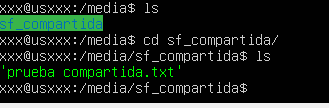 xxx@usxxx:/media$ ls
sf_compartida
xxx@usxxx:/media$ cd sf_compartida/
xxx@usxxx:/media/sf_compartida$ ls
'prueba compartida.txt'
xxx@usxxx:/media/sf_compartida$